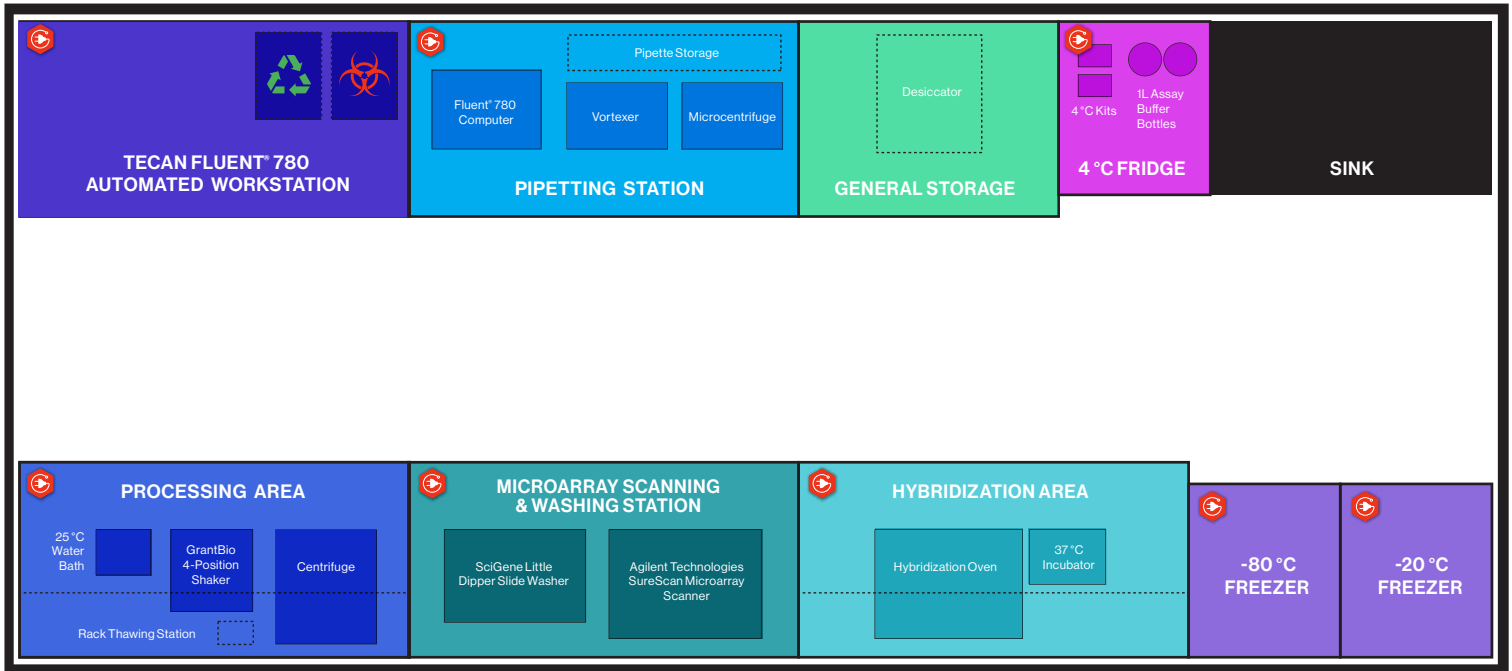 TECAN FLUENT® 780
AUTOMATED WORKSTATION
Pipette Storage
Fluent® 780
Computer
Vortexer
Microcentrifuge
PIPETTING STATION
Desiccator
GENERAL STORAGE
4 °C Kits
1L Assay
Buffer
Bottles
4 °C FRIDGE
SINK
PROCESSING AREA
25 °C
Water
Bath
GrantBio
4-Position
Shaker
Centrifuge
Rack Thawing Station
MICROARRAY SCANNING
& WASHING STATION
SciGene Little
Dipper Slide Washer
Agilent Technologies
SureScan Microarray
Scanner
HYBRIDIZATION AREA
Hybridization Oven
37 °C
Incubator
-80 °C
FREEZER
-20 °C
FREEZER